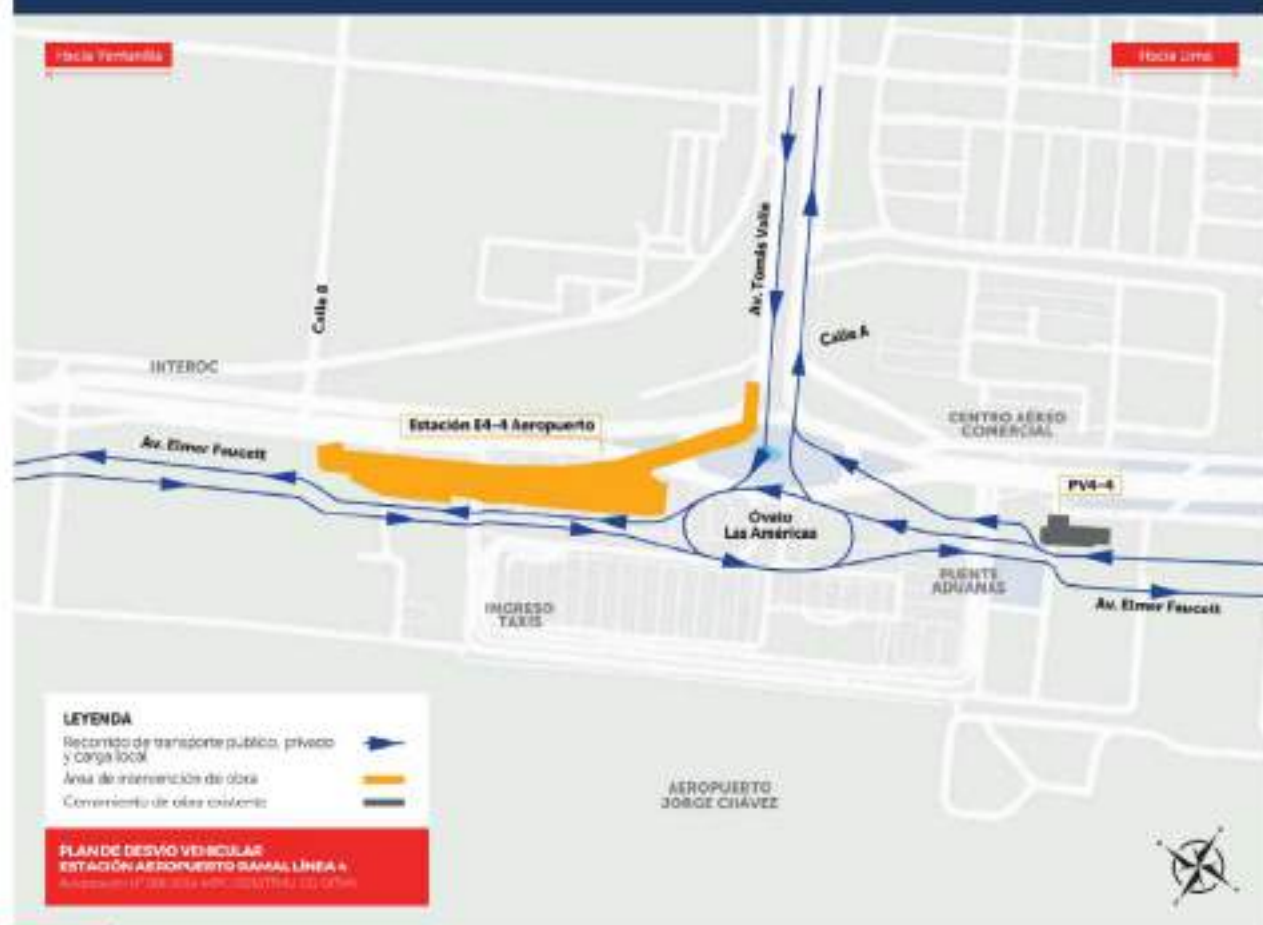 Hacia Ventanilla
Hacia Lima
Av. Tomás Valle
Calle B
Calle A
INTEROC
CENTRO AÉREO
COMERCIAL
Estación E4-4 Aeropuerto
Av. Elmer Faucett
PV4-4
Óvalo
Las Américas
PUENTE
ADUANAS
INGRESO
TAXIS
Av. Elmer Faucett
LEYENDA
Recorrido de transporte público, privado
y carga local
Área de intervención de obra
Cerramiento de obra existente
AEROPUERTO
JORGE CHÁVEZ
PLAN DE DESVÍO VEHICULAR
ESTACIÓN AEROPUERTO RAMAL LÍNEA 4